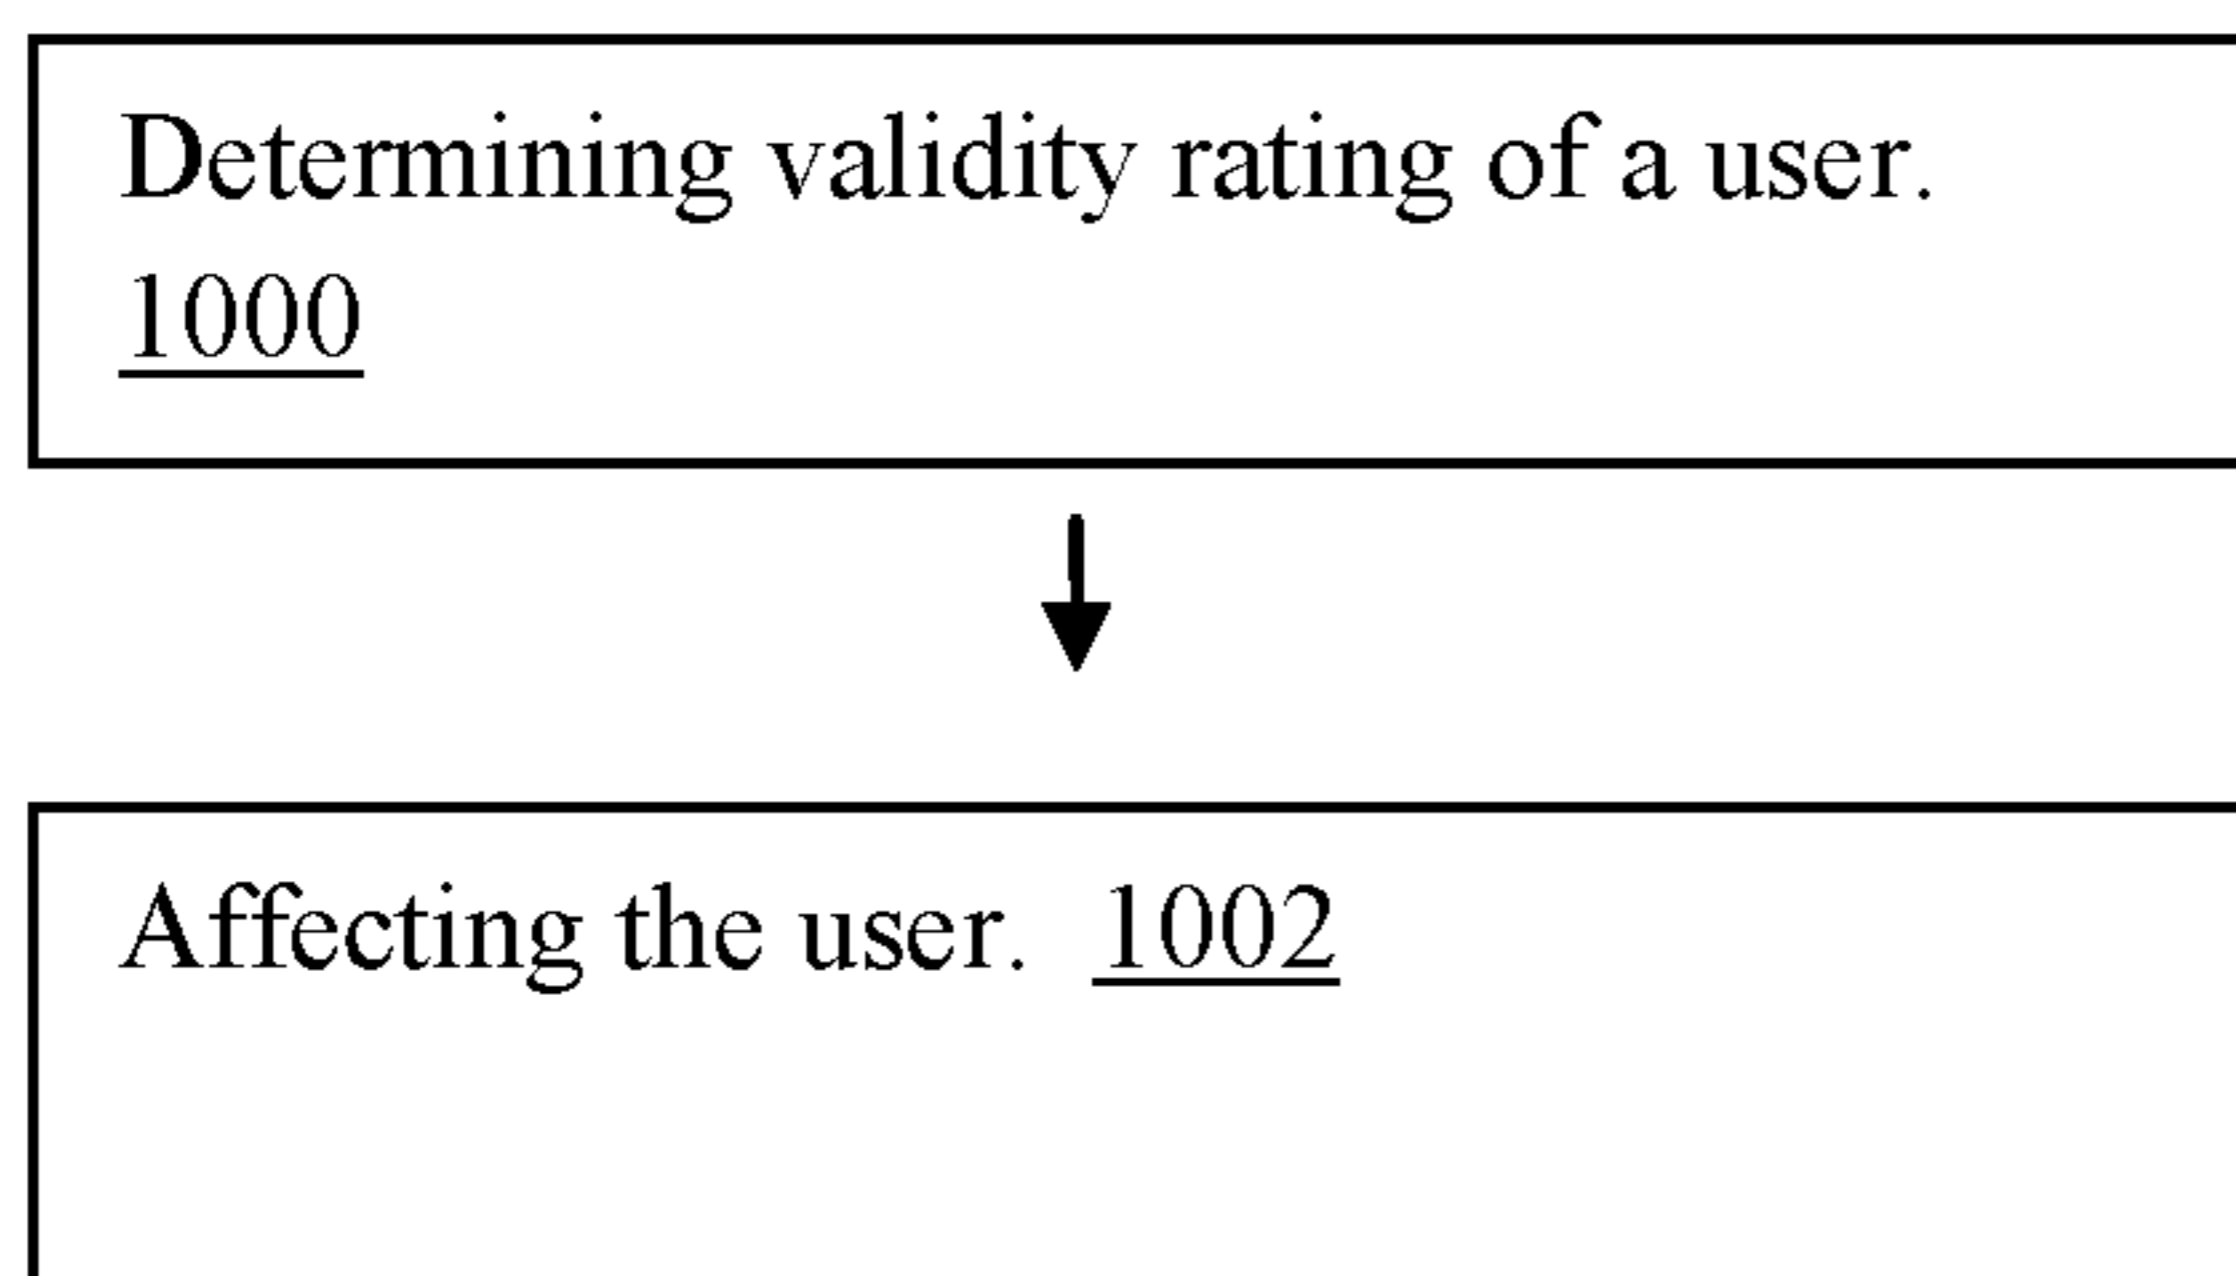 Determining validity rating of a user.
1000
Affecting the user. 1002